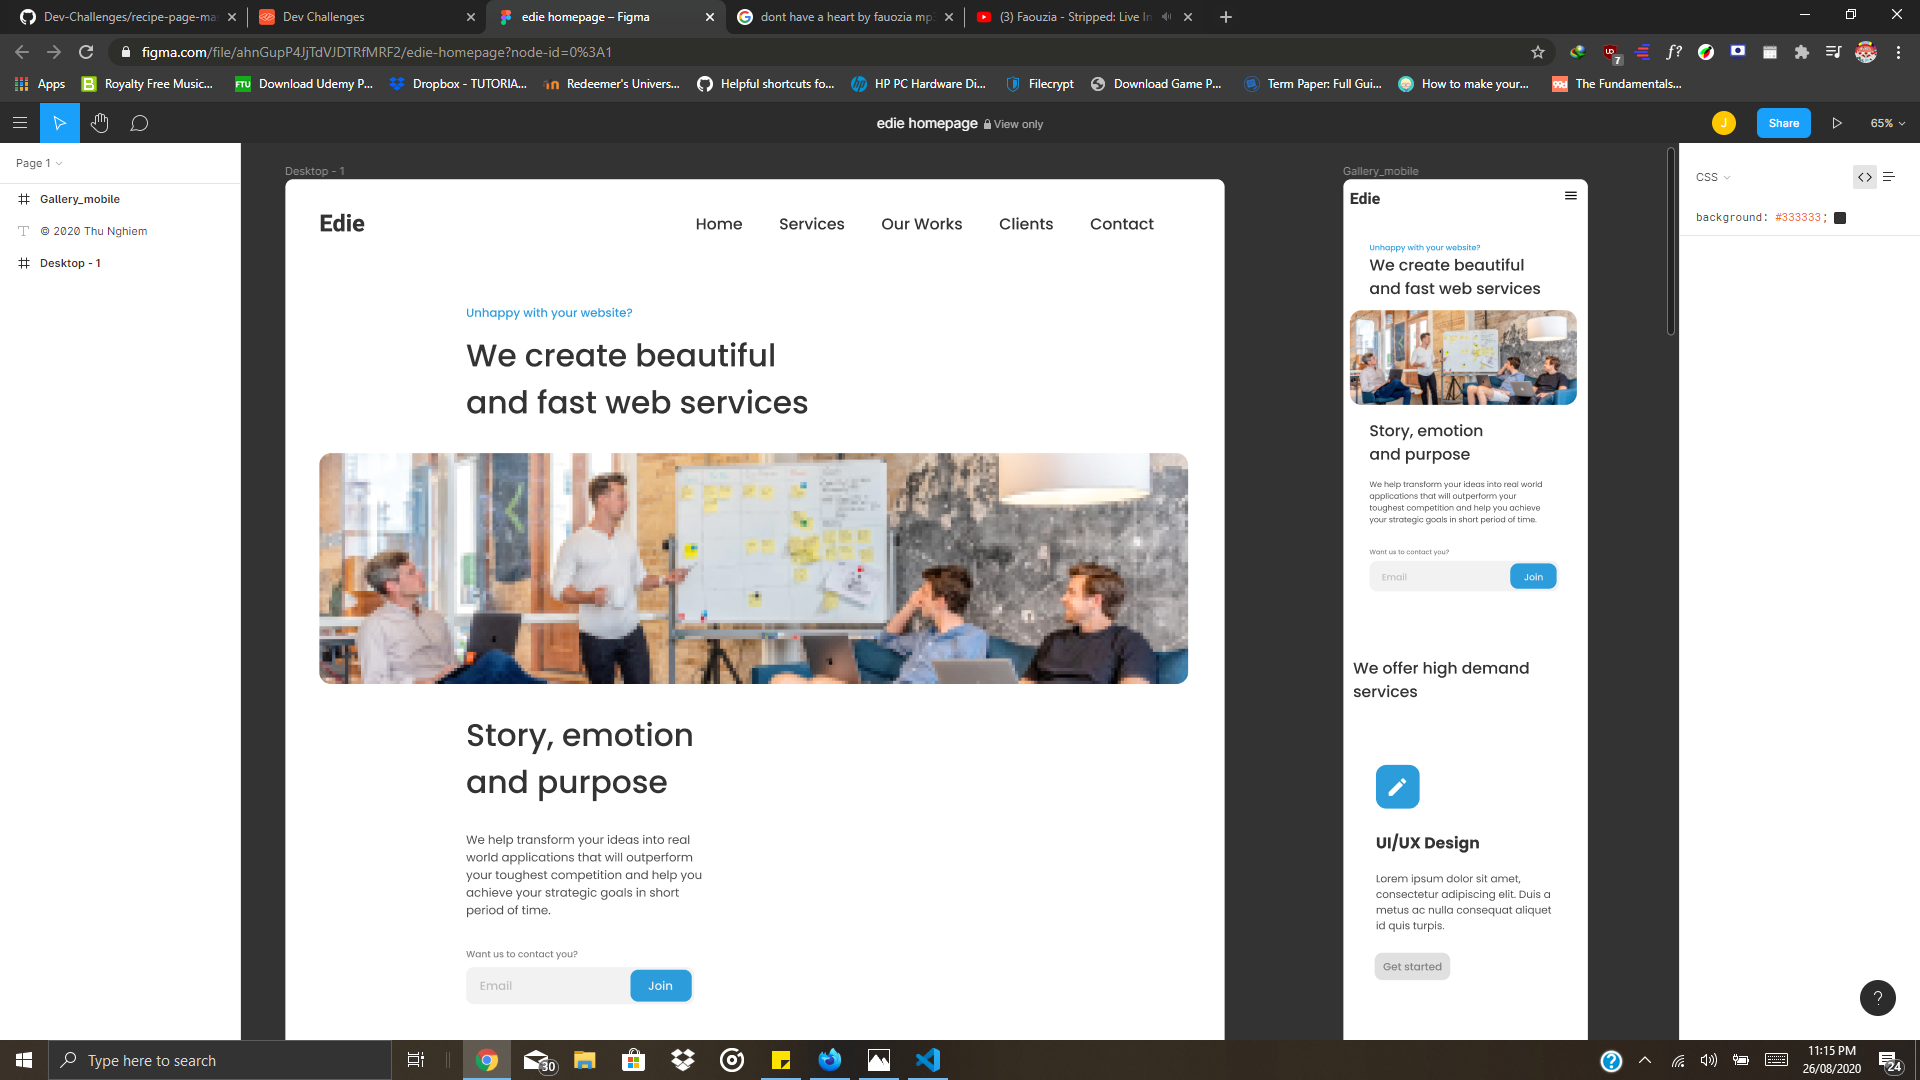 Dev-Challenges/recipe-page-mas
Dev Challenges
edie homepage – Figma
dont have a heart by fauozia mp
(3) Faouzia - Stripped: Live In
figma.com/file/ahnGupP4JjTdVJDTRfMRF2/edie-homepage?node-id=0%3A1
7
f?
Apps
Royalty Free Music...
FTU
Download Udemy P...
Dropbox - TUTORIA...
Redeemer's Univers...
Helpful shortcuts fo...
HP PC Hardware Di...
Filecrypt
Download Game P...
Term Paper: Full Gui...
How to make your...
99d
The Fundamentals...
edie homepage
View only
J
Share
65%
Page 1
Gallery_mobile
© 2020 Thu Nghiem
Desktop - 1
Desktop - 1
Edie
Home
Services
Our Works
Clients
Contact
Unhappy with your website?
We create beautiful
and fast web services
Story, emotion
and purpose
We help transform your ideas into real
world applications that will outperform
your toughest competition and help you
achieve your strategic goals in short
period of time.
Want us to contact you?
Email
Join
Gallery_mobile
Edie
Unhappy with your website?
We create beautiful
and fast web services
Story, emotion
and purpose
We help transform your ideas into real world
applications that will outperform your
toughest competition and help you achieve
your strategic goals in short period of time.
Want us to contact you?
Email
Join
We offer high demand
services
UI/UX Design
Lorem ipsum dolor sit amet,
consectetur adipiscing elit. Duis a
metus ac nulla consequat aliquet
id quis turpis.
Get started
CSS
background: #333333;
?
Type here to search
30
11:15 PM
26/08/2020
24